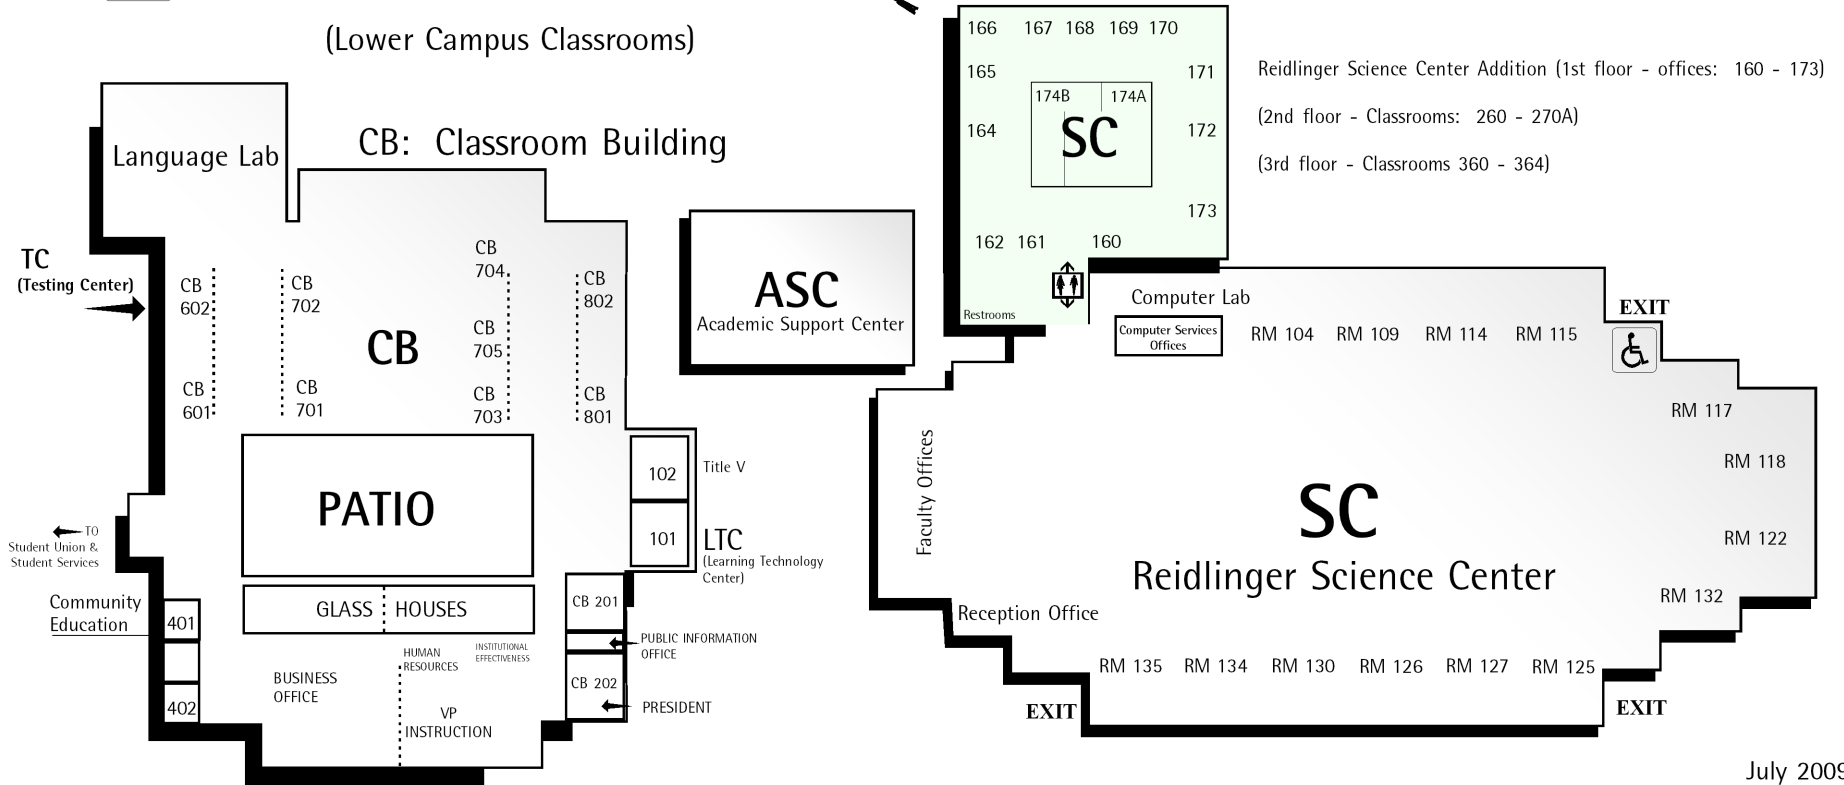 (Lower Campus Classrooms)
CB: Classroom Building
Language Lab
TC
(Testing Center)
CB
602
CB
702
CB
704
CB
802
CB
CB
705
CB
601
CB
701
CB
703
CB
801
PATIO
102
Title V
101
LTC
(Learning Technology
Center)
TO
Student Union &
Student Services
GLASS HOUSES
Community
Education
401
402
CB 201
PUBLIC INFORMATION
OFFICE
HUMAN
RESOURCES
INSTITUTIONAL
EFFECTIVENESS
BUSINESS
OFFICE
CB 202
PRESIDENT
VP
INSTRUCTION
ASC
Academic Support Center
166 167 168 169 170
165 171
174B 174A
SC
164 172
173
162 161 160
Restrooms
Reidlinger Science Center Addition (1st floor - offices: 160 - 173)
(2nd floor - Classrooms: 260 - 270A)
(3rd floor - Classrooms 360 - 364)
Computer Lab
Computer Services
Offices
RM 104 RM 109 RM 114 RM 115
EXIT
RM 117
RM 118
RM 122
RM 132
Faculty Offices
SC
Reidlinger Science Center
Reception Office
RM 135 RM 134 RM 130 RM 126 RM 127 RM 125
EXIT
EXIT
July 2009